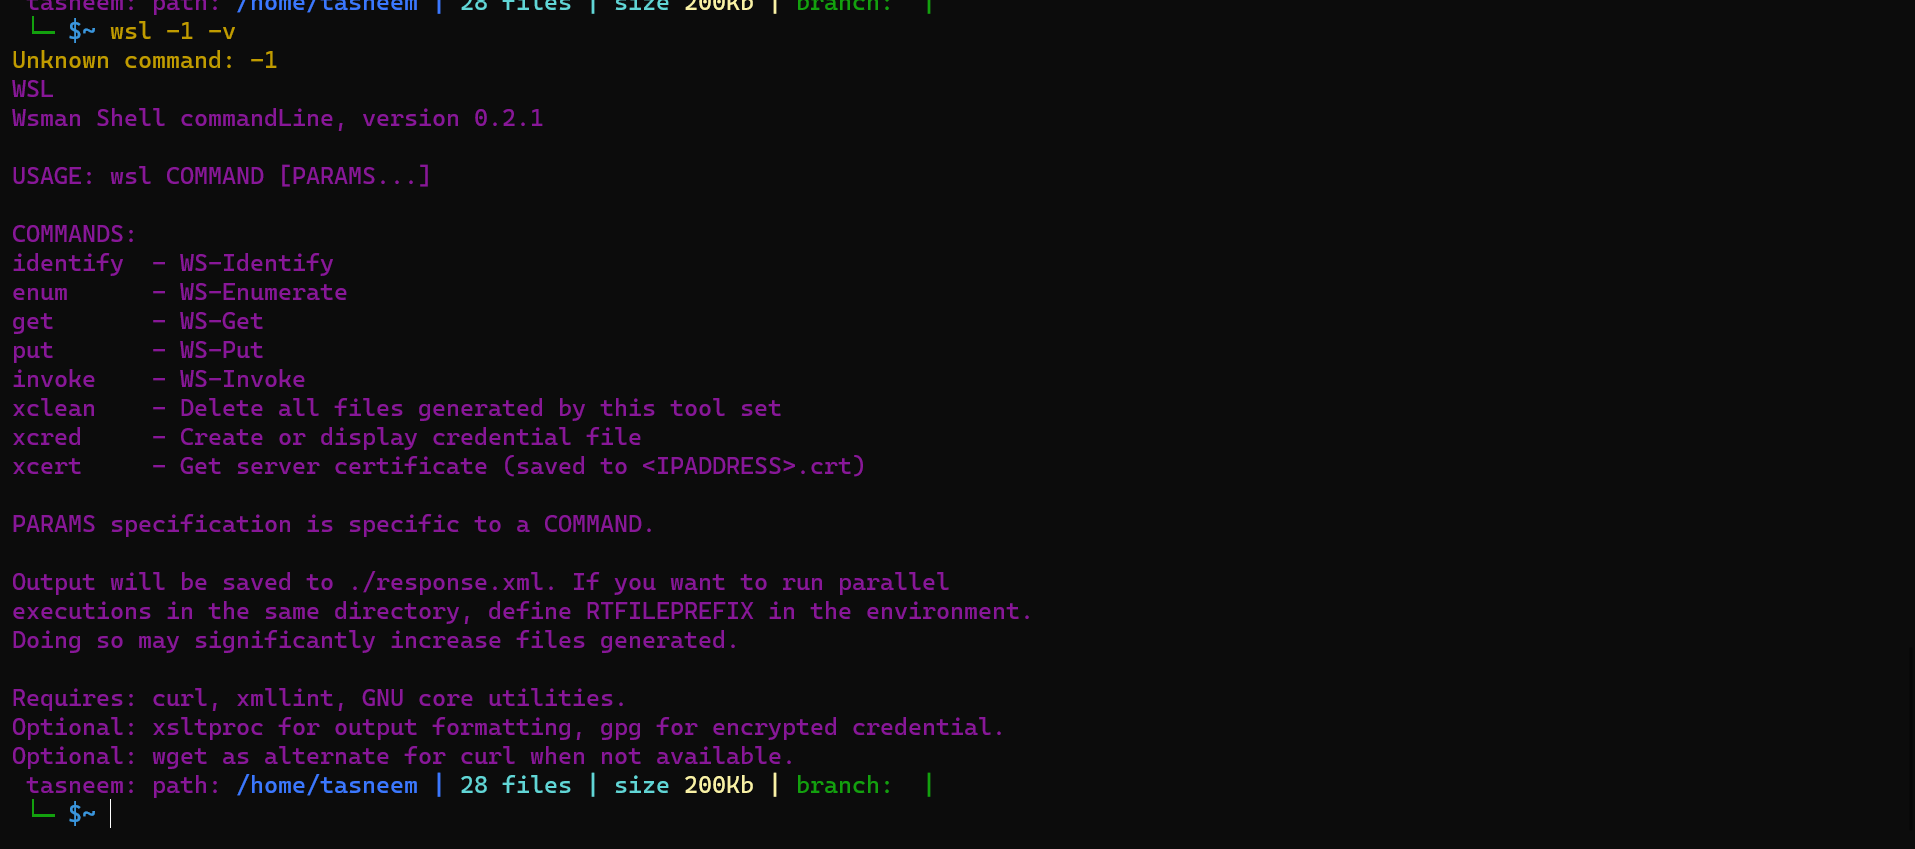 tasneem: path: /home/tasneem | 28 files | size 200Kb | branch:  |
└─ $~ wsl -1 -v
Unknown command: -1
WSL
Wsman Shell commandLine, version 0.2.1
USAGE: wsl COMMAND [PARAMS...]
COMMANDS:
identify  - WS-Identify
enum      - WS-Enumerate
get       - WS-Get
put       - WS-Put
invoke    - WS-Invoke
xclean    - Delete all files generated by this tool set
xcred     - Create or display credential file
xcert     - Get server certificate (saved to <IPADDRESS>.crt)
PARAMS specification is specific to a COMMAND.
Output will be saved to ./response.xml. If you want to run parallel
executions in the same directory, define RTFILEPREFIX in the environment.
Doing so may significantly increase files generated.
Requires: curl, xmllint, GNU core utilities.
Optional: xsltproc for output formatting, gpg for encrypted credential.
Optional: wget as alternate for curl when not available.
tasneem: path: /home/tasneem | 28 files | size 200Kb | branch:  |
└─ $~